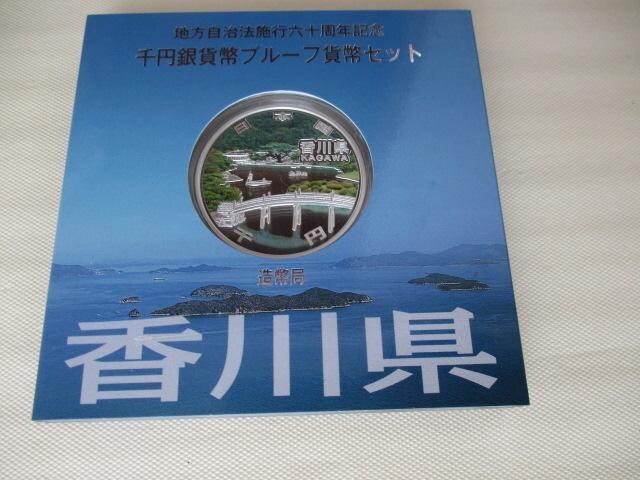 地方自治法施行六十周年記念
千円銀貨幣プルーフ貨幣セット
日本国
香川県
KAGAWA
千円
造幣局
香川県